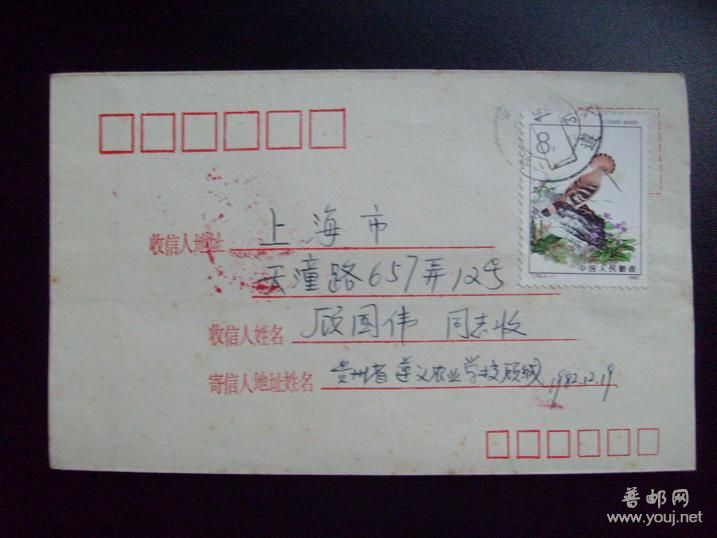 8
中国人民邮政
收信人地址 上海市
天潼路657弄12号
收信人姓名 顾国伟 同志收
寄信人地址姓名 贵州省遵义农业学校顾缄 1982.12.19
普邮网
www.youj.net